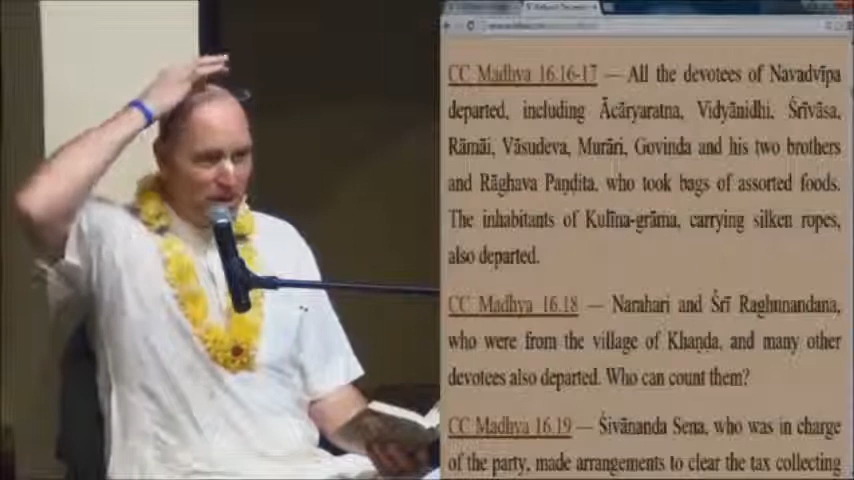 CC Madhya 16.16-17 — All the devotees of Navadvīpa
departed, including Ācāryaratna, Vidyānidhi, Śrīvāsa,
Rāmāi, Vāsudeva, Murāri, Govinda and his two brothers
and Rāghava Paṇḍita, who took bags of assorted foods.
The inhabitants of Kulīna-grāma, carrying silken ropes,
also departed.
CC Madhya 16.18 — Narahari and Śrī Raghunandana,
who were from the village of Khaṇḍa, and many other
devotees also departed. Who can count them?
CC Madhya 16.19 — Śivānanda Sena, who was in charge
of the party, made arrangements to clear the tax collecting